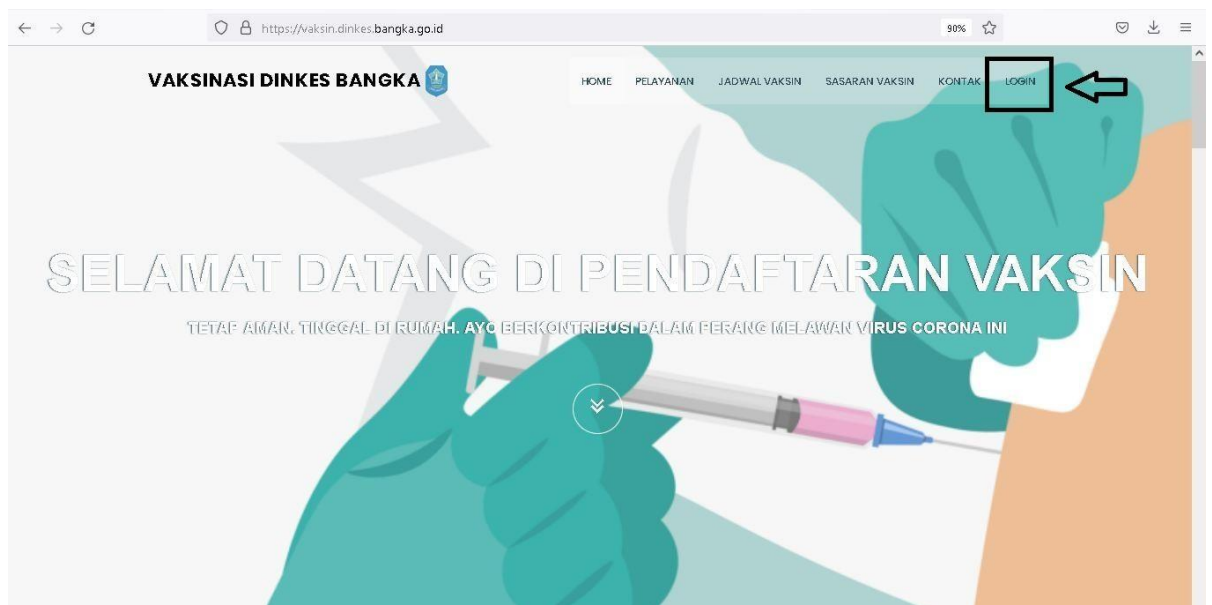 https://vaksin.dinkes.bangka.go.id
90%
VAKSINASI DINKES BANGKA
HOME PELAYANAN JADWAL VAKSIN SASARAN VAKSIN KONTAK LOGIN
SELAMAT DATANG DI PENDAFTARAN VAKSIN
TETAP AMAN. TINGGAL DI RUMAH. AYO BERKONTRIBUSI DALAM PERANG MELAWAN VIRUS CORONA INI